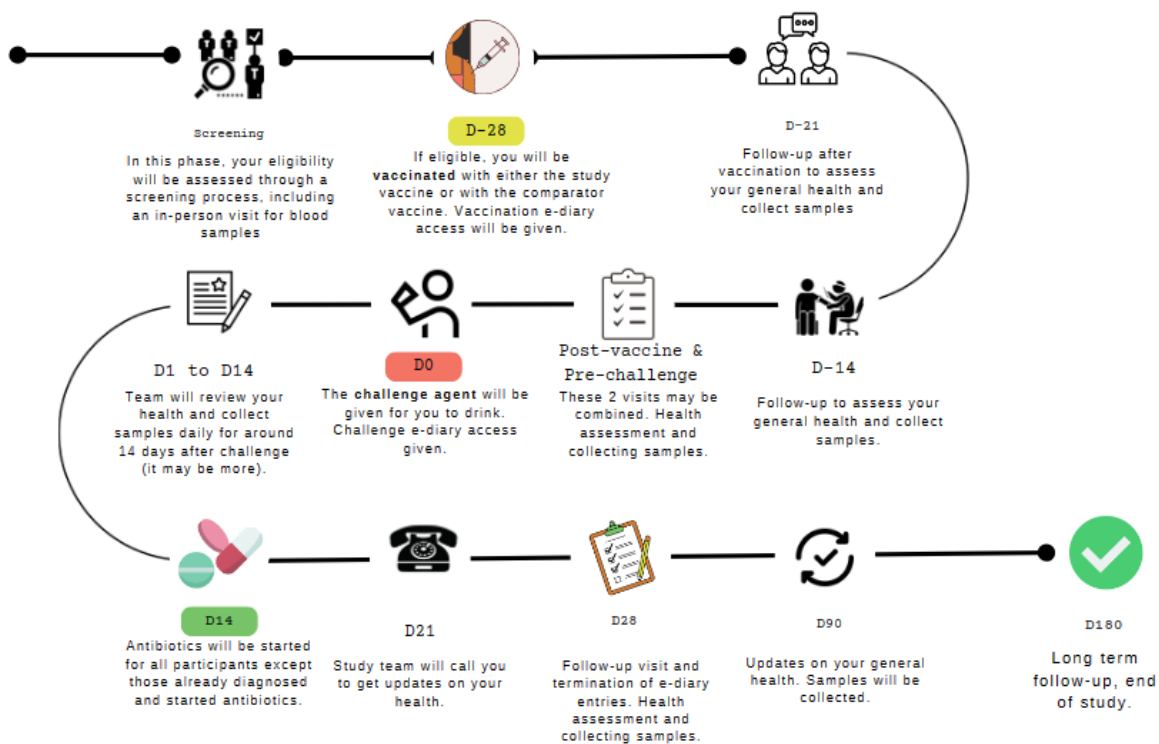 Screening
In this phase, your eligibility
will be assessed through a
screening process, including
an in-person visit for blood
samples
D-28
If eligible, you will be
vaccinated with either the study
vaccine or with the comparator
vaccine. Vaccination e-diary
access will be given.
D-21
Follow-up after
vaccination to assess
your general health and
collect samples
D-14
Follow-up to assess your
general health and collect
samples.
Post-vaccine &
Pre-challenge
These 2 visits may be
combined. Health
assessment and
collecting samples.
D0
The challenge agent will be
given for you to drink.
Challenge e-diary access
given.
D1 to D14
Team will review your
health and collect
samples daily for around
14 days after challenge
(it may be more).
D14
Antibiotics will be started
for all participants except
those already diagnosed
and started antibiotics.
D21
Study team will call you
to get updates on your
health.
D28
Follow-up visit and
termination of e-diary
entries. Health
assessment and
collecting samples.
D90
Updates on your general
health. Samples will be
collected.
D180
Long term
follow-up, end
of study.